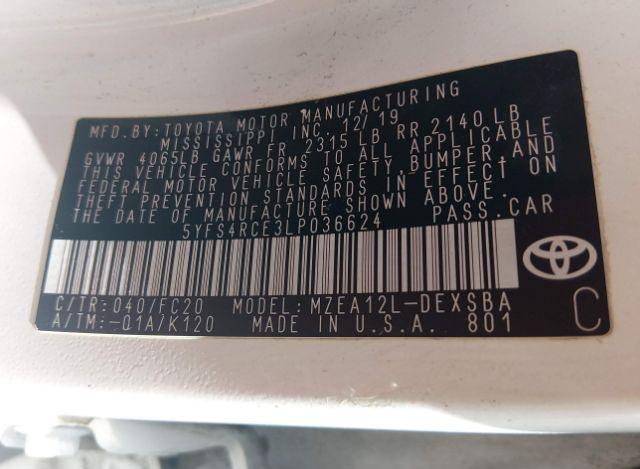 MFD.BY:TOYOTA MOTOR MANUFACTURING
MISSISSIPPI INC. 12/19
GVWR 4065LB GAWR FR 2315 LB RR 2140 LB
THIS VEHICLE CONFORMS TO ALL APPLICABLE
FEDERAL MOTOR VEHICLE SAFETY,BUMPER,AND
THEFT PREVENTION STANDARDS IN EFFECT ON
THE DATE OF MANUFACTURE SHOWN ABOVE.
5YFS4RCE3LP036624 PASS.CAR
C/TR:040/FC20 MODEL:MZEA12L-DEXSBA
A/TM:-01A/K120 MADE IN U.S.A. 801
C